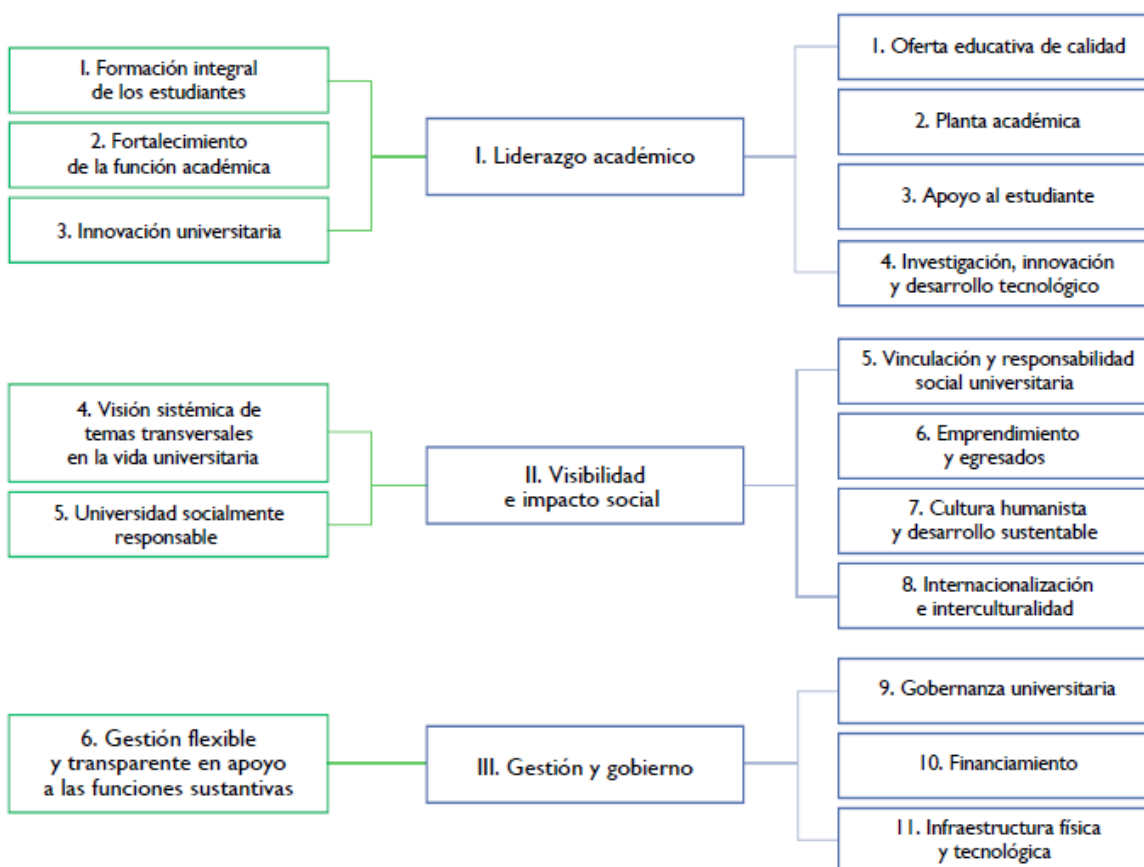 1. Formación integral
de los estudiantes
2. Fortalecimiento
de la función académica
3. Innovación universitaria
I. Liderazgo académico
1. Oferta educativa de calidad
2. Planta académica
3. Apoyo al estudiante
4. Investigación, innovación
y desarrollo tecnológico
4. Visión sistémica de
temas transversales
en la vida universitaria
5. Universidad socialmente
responsable
II. Visibilidad
e impacto social
5. Vinculación y responsabilidad
social universitaria
6. Emprendimiento
y egresados
7. Cultura humanista
y desarrollo sustentable
8. Internacionalización
e interculturalidad
6. Gestión flexible
y transparente en apoyo
a las funciones sustantivas
III. Gestión y gobierno
9. Gobernanza universitaria
10. Financiamiento
11. Infraestructura física
y tecnológica